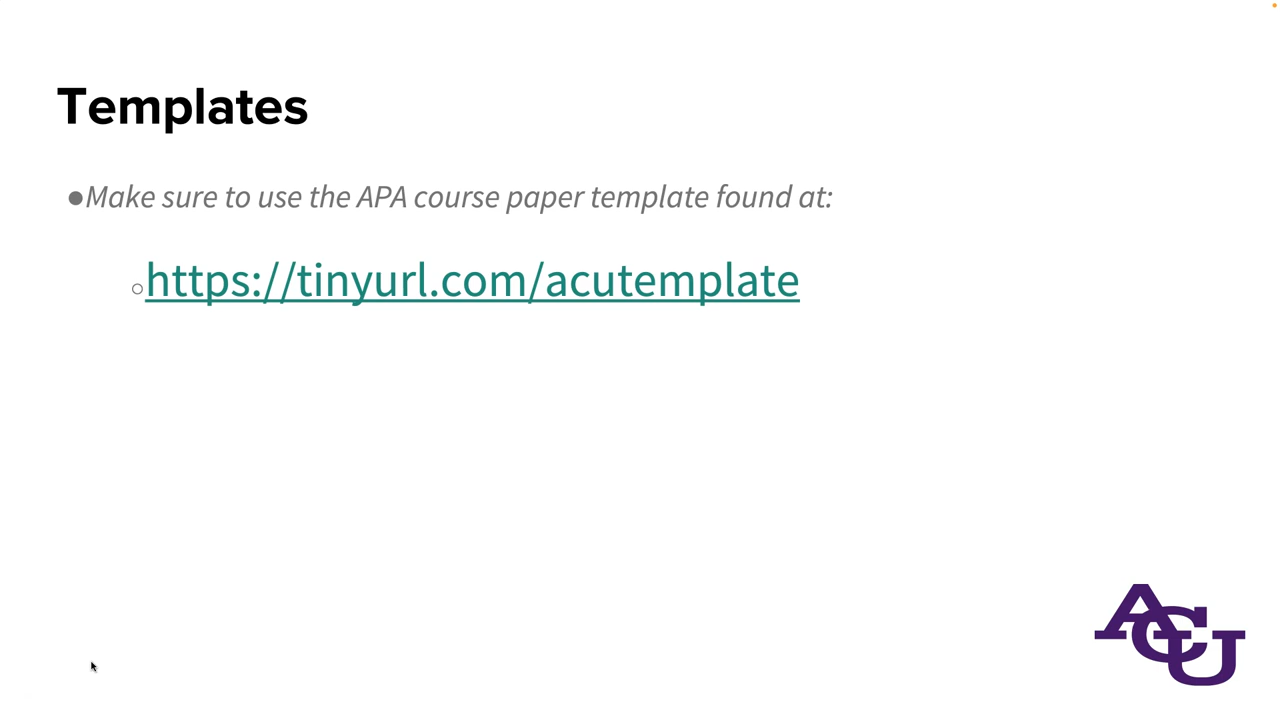 Templates
●Make sure to use the APA course paper template found at:
○https://tinyurl.com/acutemplate
ACU